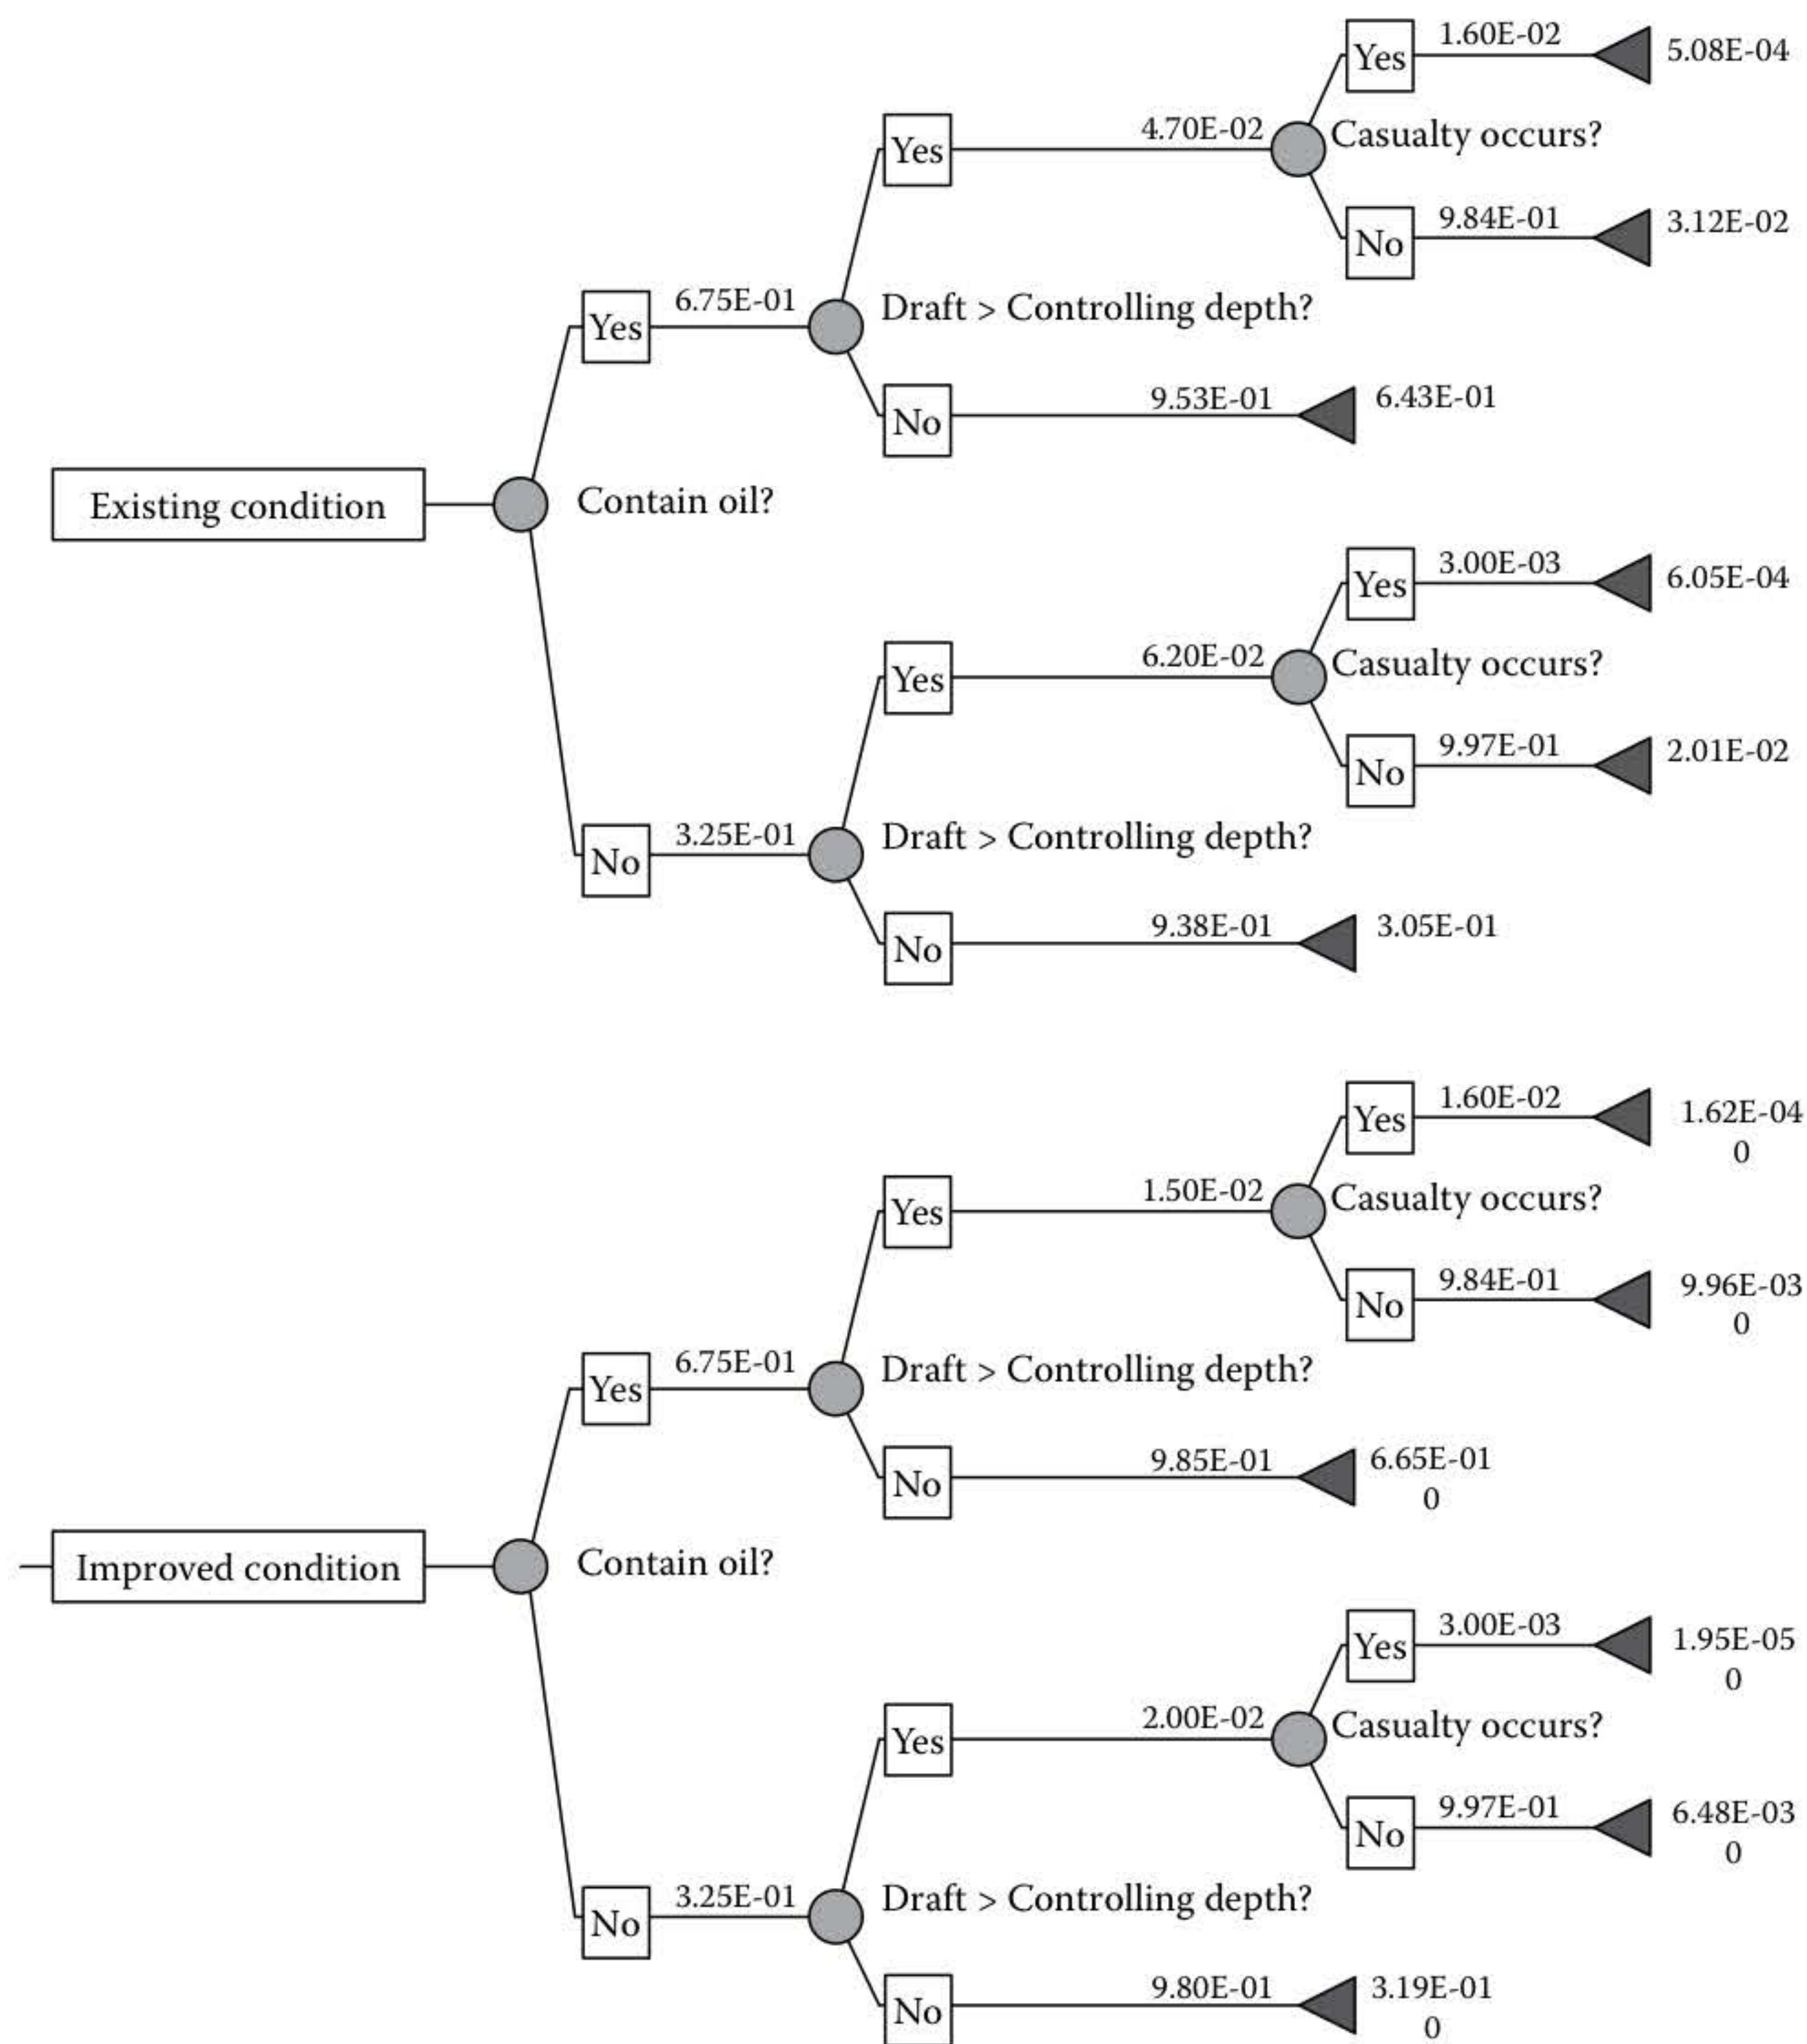 Yes 1.60E-02 5.08E-04
Yes 4.70E-02 Casualty occurs?
No 9.84E-01 3.12E-02
Yes 6.75E-01 Draft > Controlling depth?
No 9.53E-01 6.43E-01
Existing condition Contain oil?
Yes 3.00E-03 6.05E-04
Yes 6.20E-02 Casualty occurs?
No 9.97E-01 2.01E-02
No 3.25E-01 Draft > Controlling depth?
No 9.38E-01 3.05E-01
Yes 1.60E-02 1.62E-04
0
Yes 1.50E-02 Casualty occurs?
No 9.84E-01 9.96E-03
0
Yes 6.75E-01 Draft > Controlling depth?
No 9.85E-01 6.65E-01
0
Improved condition Contain oil?
Yes 3.00E-03 1.95E-05
0
Yes 2.00E-02 Casualty occurs?
No 9.97E-01 6.48E-03
0
No 3.25E-01 Draft > Controlling depth?
No 9.80E-01 3.19E-01
0